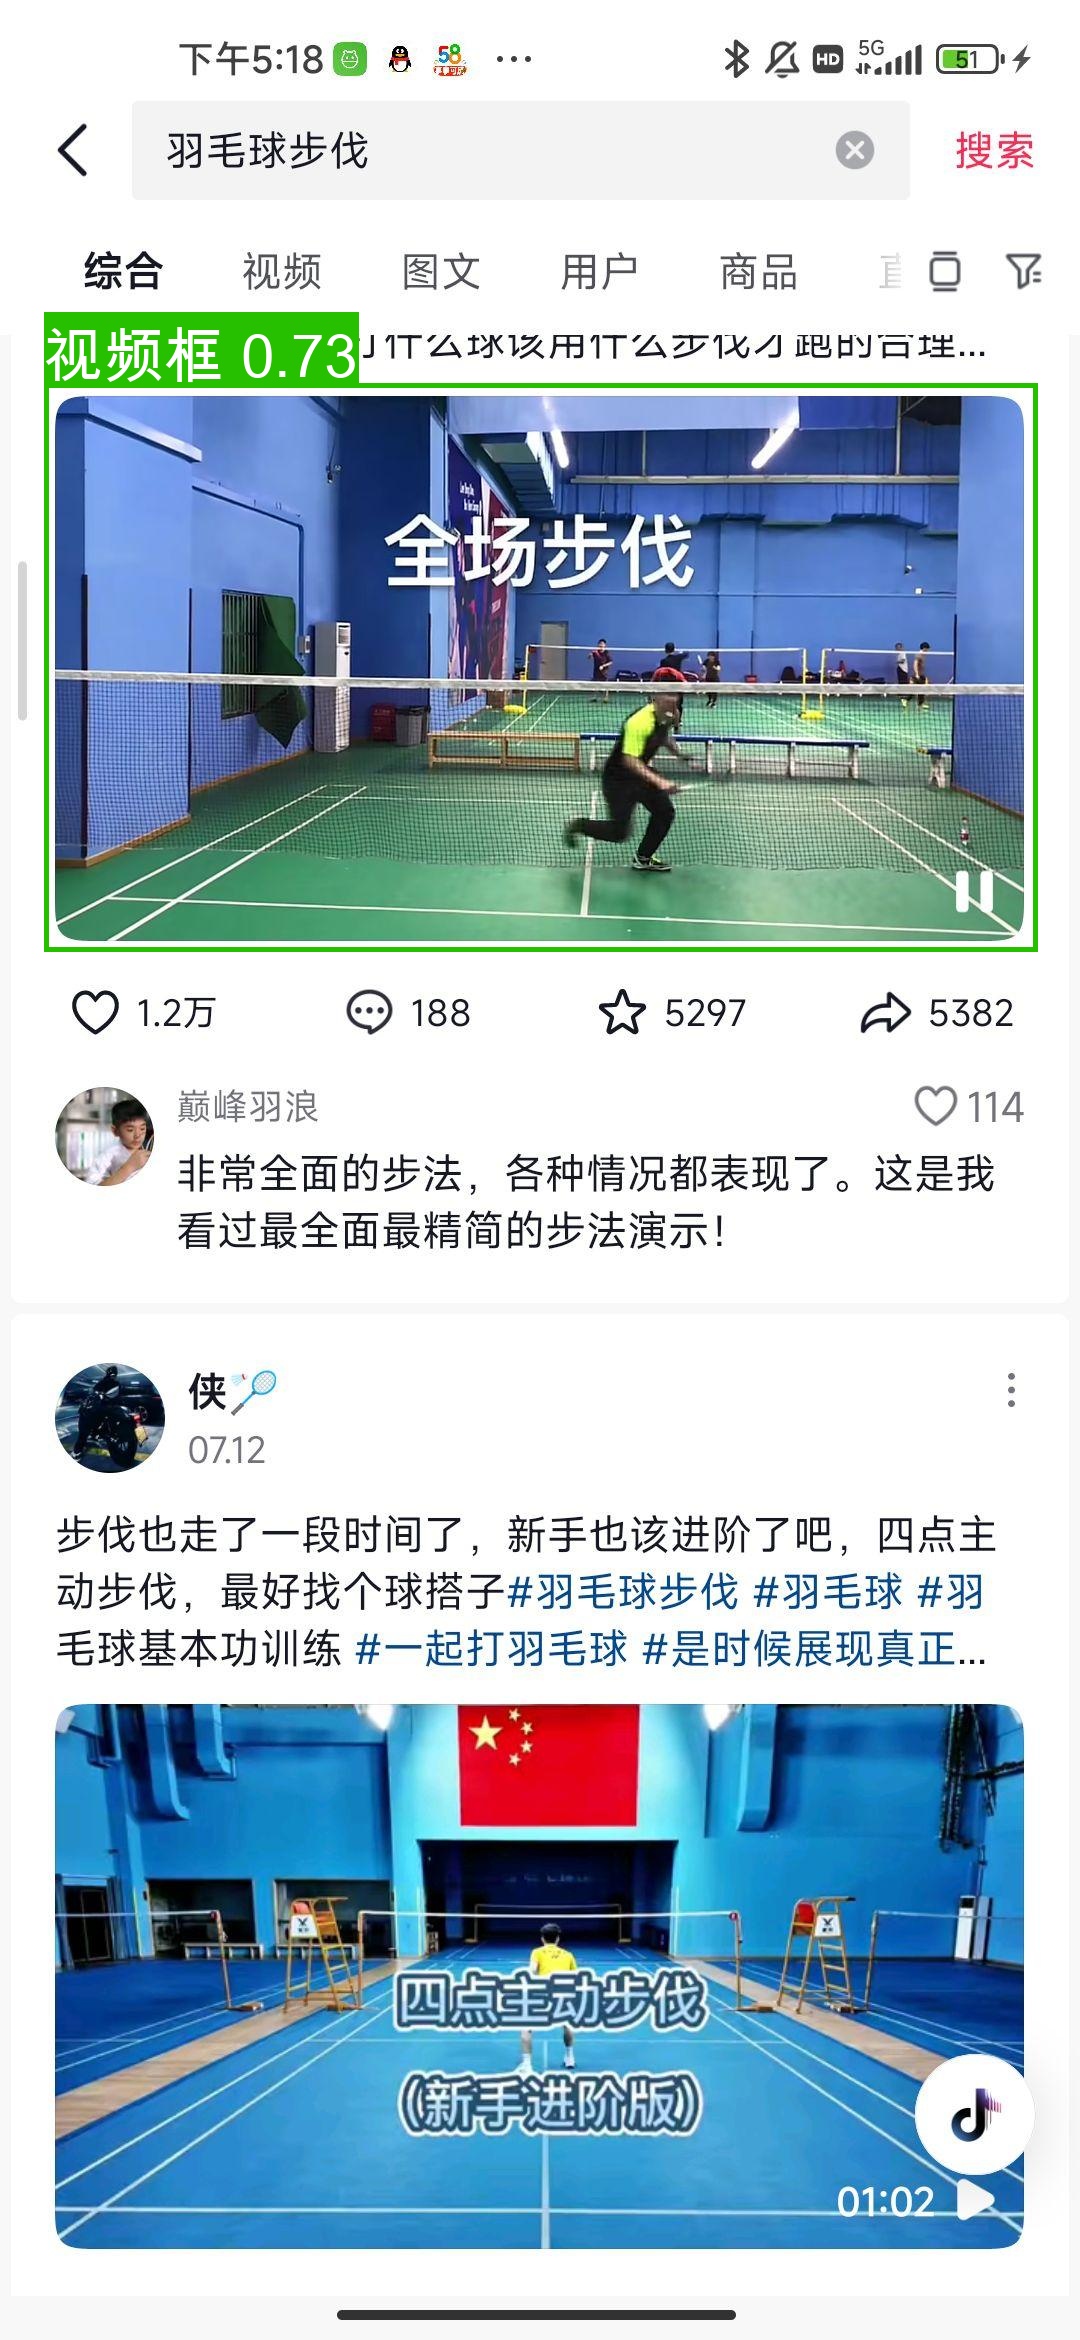 下午5:18 58 ... HD 5G 51
羽毛球步伐 搜索
综合 视频 图文 用户 商品
视频框 0.73
打什么球该用什么步伐才跑的合理...
全场步伐
1.2万 188 5297 5382
巅峰羽浪 114
非常全面的步法，各种情况都表现了。这是我
看过最全面最精简的步法演示！
侠🏸
07.12
步伐也走了一段时间了，新手也该进阶了吧，四点主
动步伐，最好找个球搭子#羽毛球步伐 #羽毛球 #羽
毛球基本功训练 #一起打羽毛球 #是时候展现真正...
四点主动步伐
（新手进阶版）
01:02